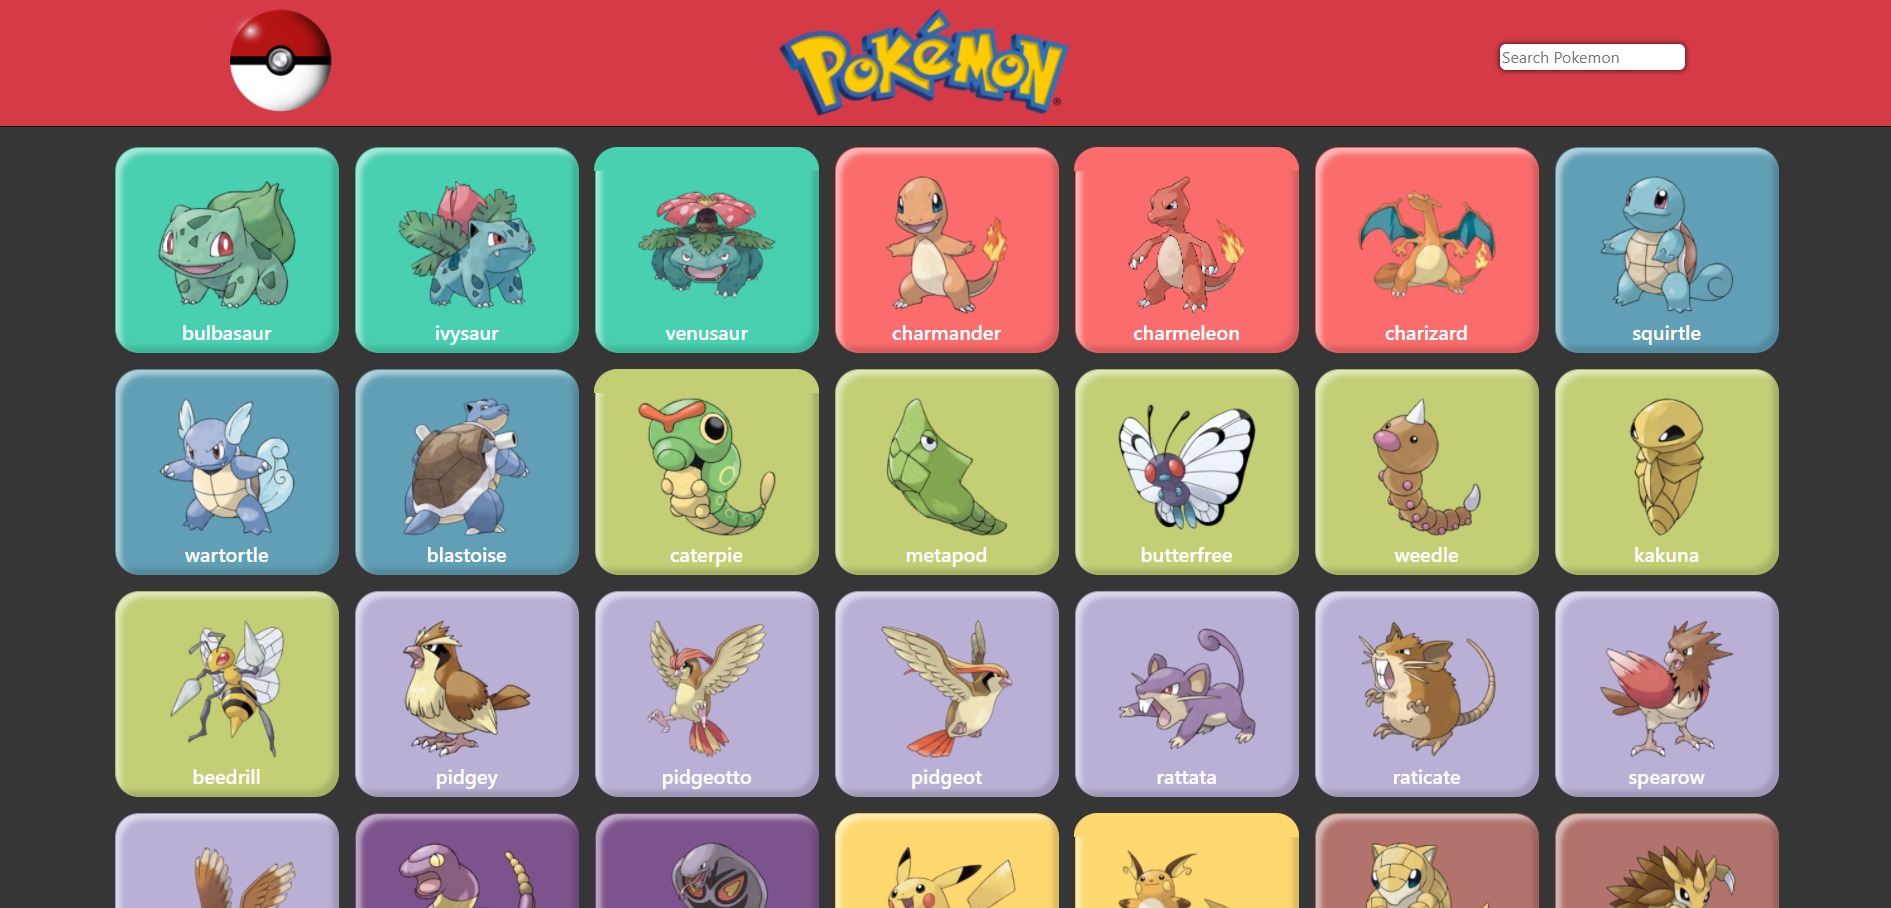 POKéMON®
Search Pokemon
bulbasaur
ivysaur
venusaur
charmander
charmeleon
charizard
squirtle
wartortle
blastoise
caterpie
metapod
butterfree
weedle
kakuna
beedrill
pidgey
pidgeotto
pidgeot
rattata
raticate
spearow